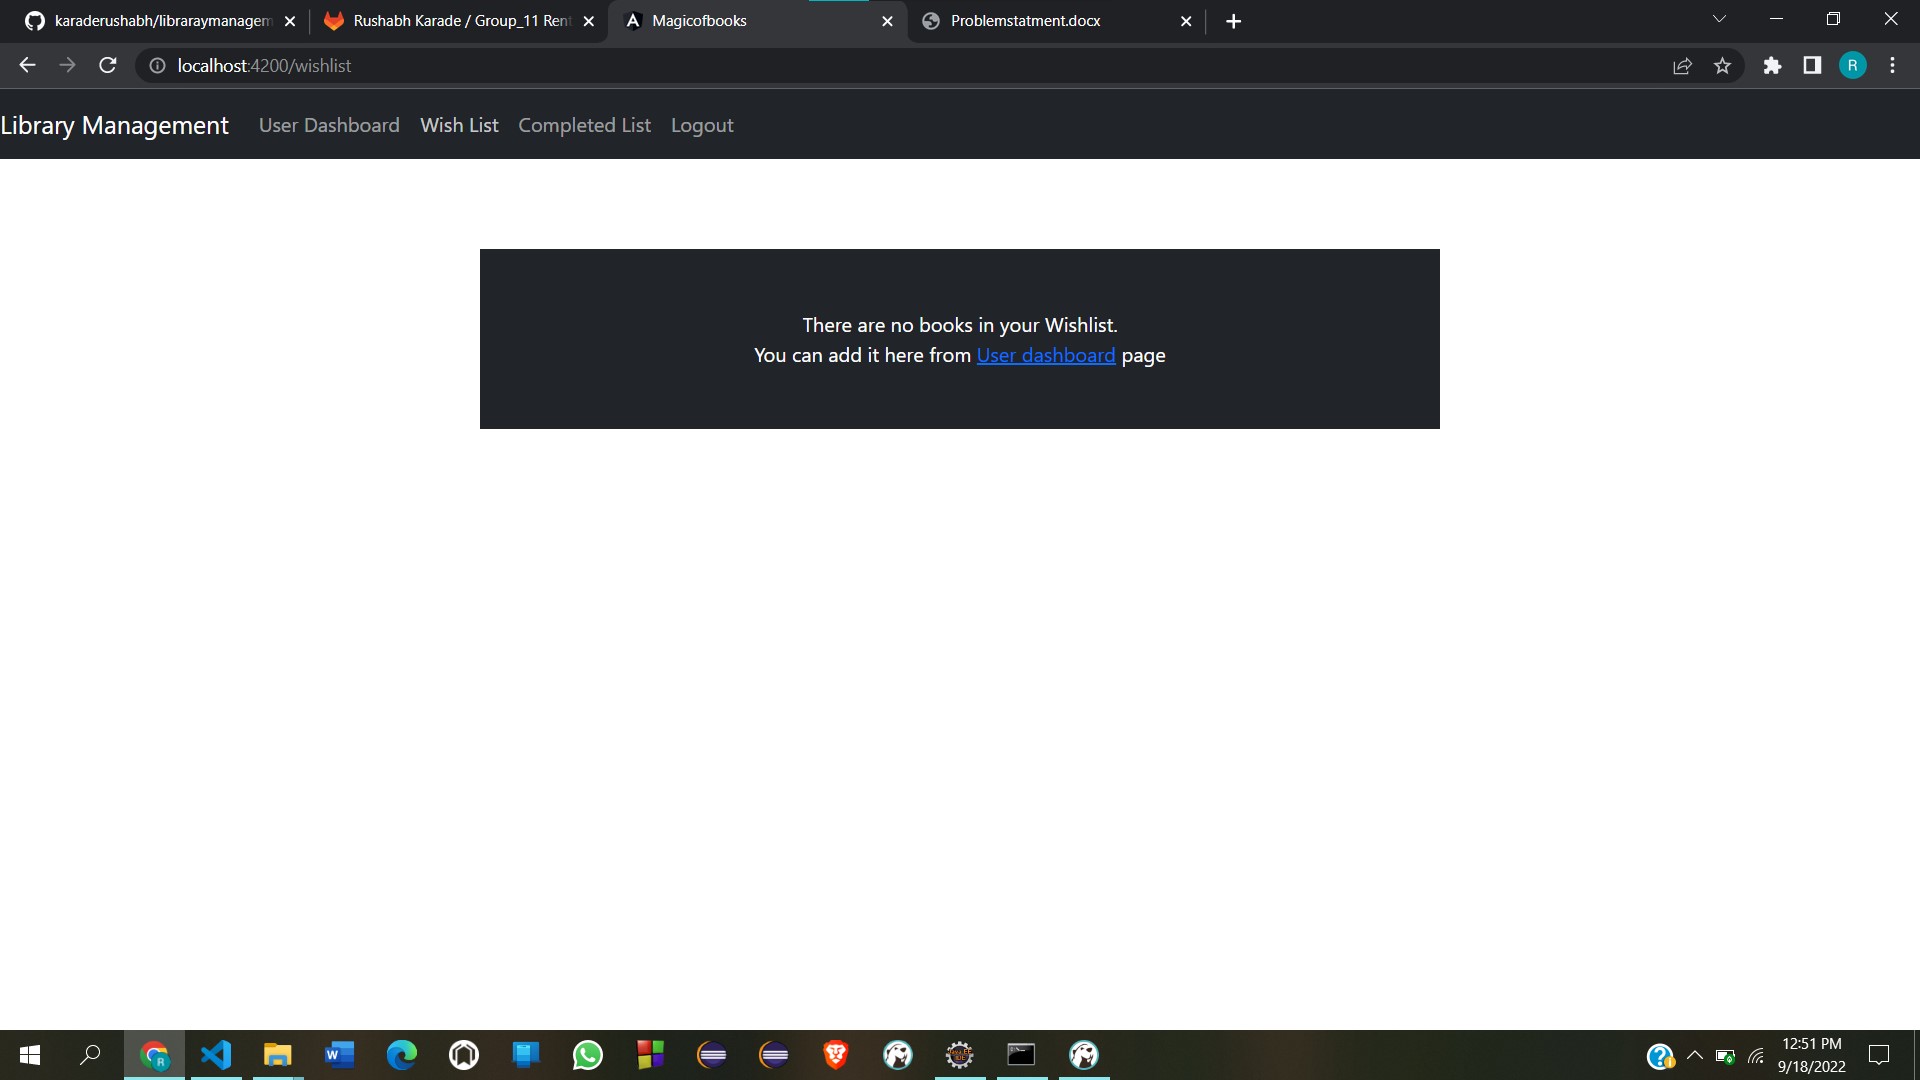 karaderushabh/libraraymanagem
Rushabh Karade / Group_11 Rent
Magicofbooks
Problemstatment.docx
localhost:4200/wishlist
R
Library Management
User Dashboard
Wish List
Completed List
Logout
There are no books in your Wishlist.
You can add it here from User dashboard page
12:51 PM
9/18/2022